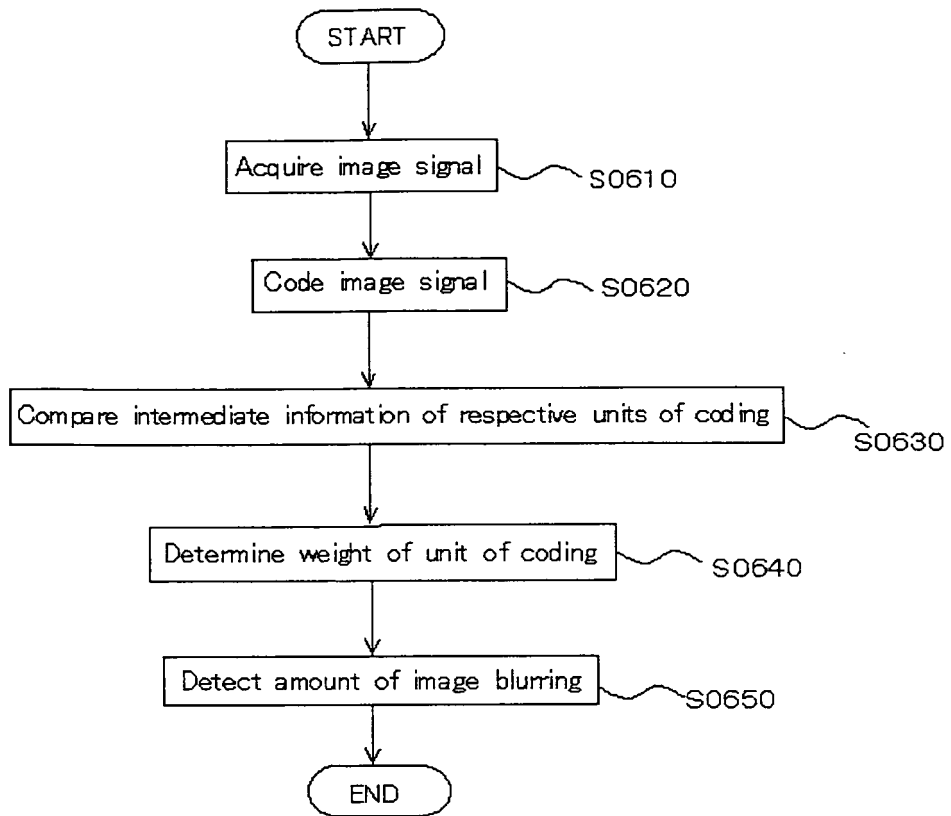 START
Acquire image signal
S0610
Code image signal
S0620
Compare intermediate information of respective units of coding
S0630
Determine weight of unit of coding
S0640
Detect amount of image blurring
S0650
END